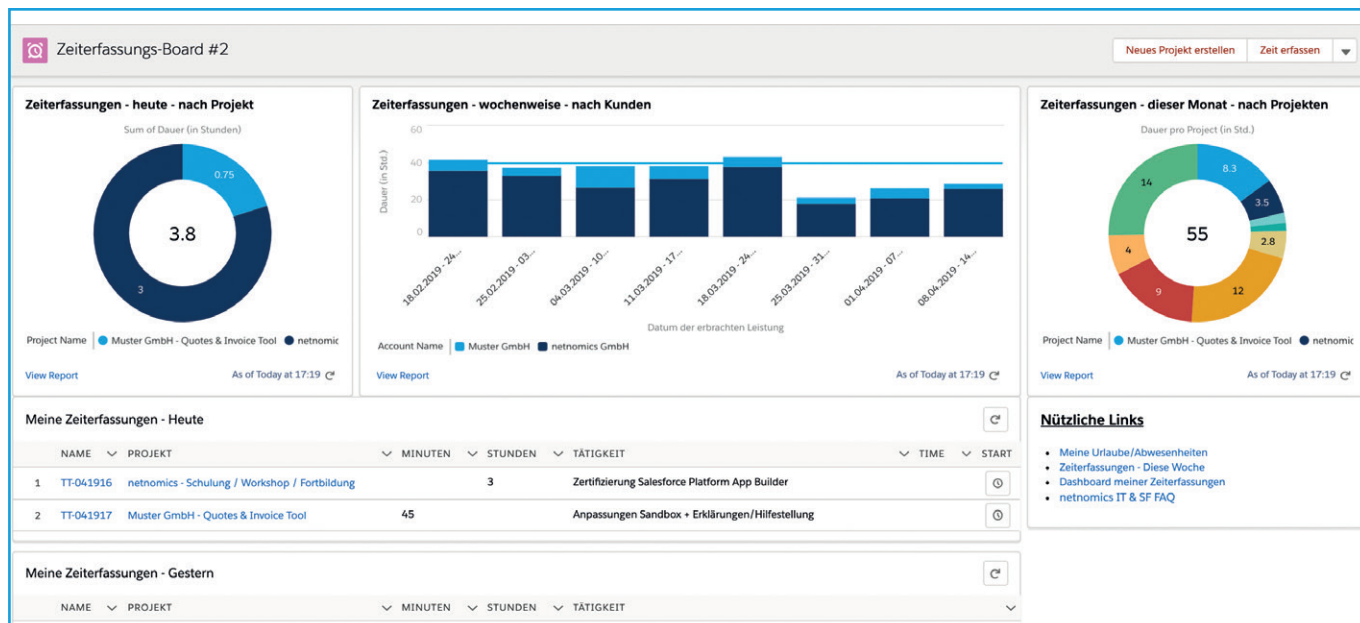 Zeiterfassungs-Board #2
Neues Projekt erstellen
Zeit erfassen
Zeiterfassungen - heute - nach Projekt
Sum of Dauer (in Stunden)
0.75
3.8
3
Project Name
Muster GmbH - Quotes & Invoice Tool
netnomic
View Report
As of Today at 17:19
Zeiterfassungen - wochenweise - nach Kunden
Dauer (in Std.)
60
40
20
0
18.02.2019 - 24...
25.02.2019 - 03...
04.03.2019 - 10...
11.03.2019 - 17...
18.03.2019 - 24...
25.03.2019 - 31...
01.04.2019 - 07...
08.04.2019 - 14...
Datum der erbrachten Leistung
Account Name
Muster GmbH
netnomics GmbH
View Report
As of Today at 17:19
Zeiterfassungen - dieser Monat - nach Projekten
Dauer pro Project (in Std.)
8.3
3.5
2.8
12
9
4
14
55
Project Name
Muster GmbH - Quotes & Invoice Tool
netnomic
View Report
As of Today at 17:19
Meine Zeiterfassungen - Heute
NAME PROJEKT MINUTEN STUNDEN TÄTIGKEIT TIME START
1 TT-041916 netnomics - Schulung / Workshop / Fortbildung 3 Zertifizierung Salesforce Platform App Builder
2 TT-041917 Muster GmbH - Quotes & Invoice Tool 45 Anpassungen Sandbox + Erklärungen/Hilfestellung
Nützliche Links
Meine Urlaube/Abwesenheiten
Zeiterfassungen - Diese Woche
Dashboard meiner Zeiterfassungen
netnomics IT & SF FAQ
Meine Zeiterfassungen - Gestern
NAME PROJEKT MINUTEN STUNDEN TÄTIGKEIT